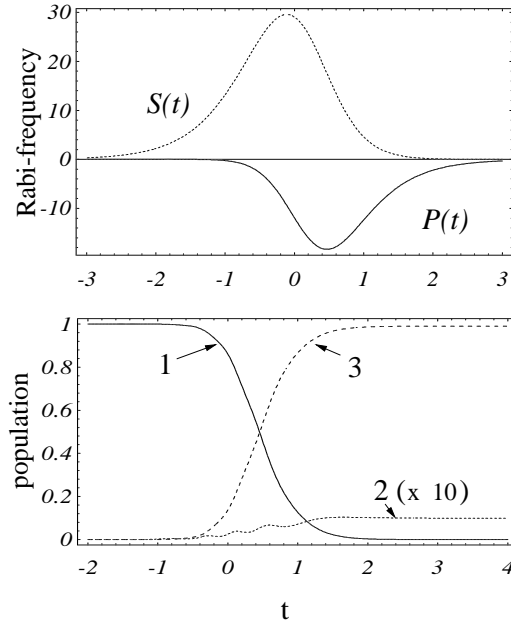 30
20
10
0
-10
Rabi-frequency
S(t)
P(t)
-3 -2 -1 0 1 2 3
1
0.8
0.6
0.4
0.2
0
population
1
3
2 (x 10)
-2 -1 0 1 2 3 4
t